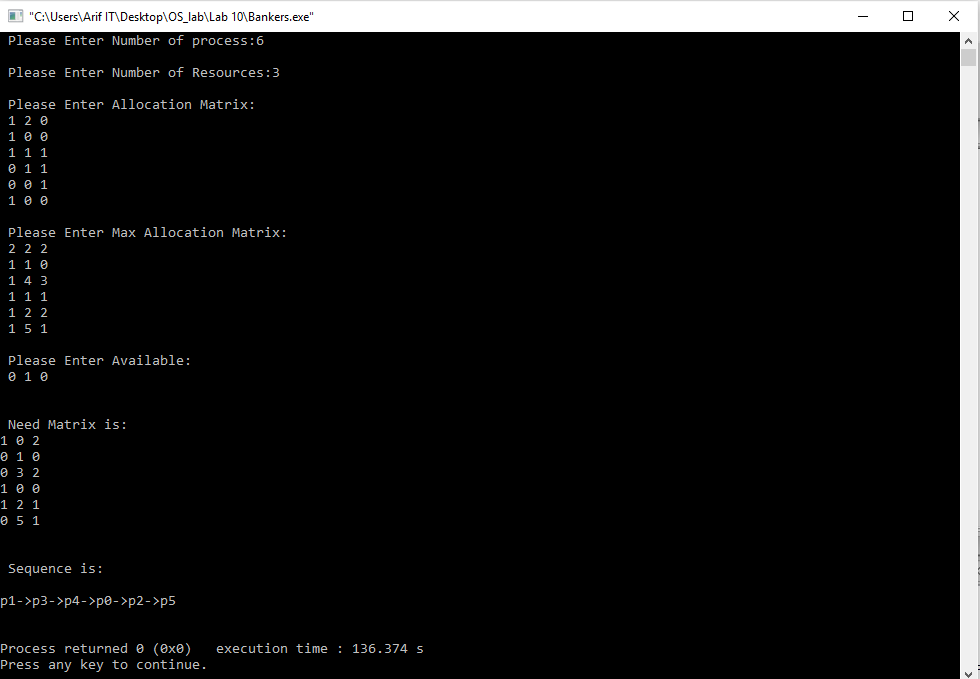 "C:\Users\Arif IT\Desktop\OS_lab\Lab 10\Bankers.exe"
Please Enter Number of process:6
Please Enter Number of Resources:3
Please Enter Allocation Matrix:
1 2 0
1 0 0
1 1 1
0 1 1
0 0 1
1 0 0
Please Enter Max Allocation Matrix:
2 2 2
1 1 0
1 4 3
1 1 1
1 2 2
1 5 1
Please Enter Available:
0 1 0
Need Matrix is:
1 0 2
0 1 0
0 3 2
1 0 0
1 2 1
0 5 1
Sequence is:
p1->p3->p4->p0->p2->p5
Process returned 0 (0x0)   execution time : 136.374 s
Press any key to continue.